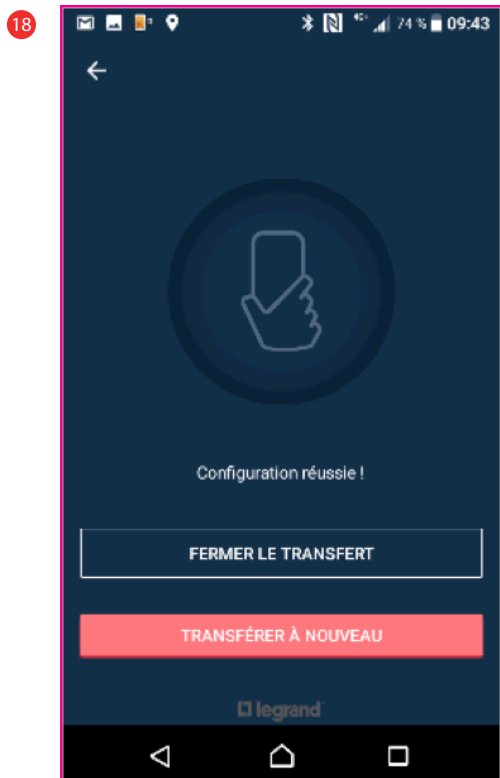 18
74 % 09:43
Configuration réussie !
FERMER LE TRANSFERT
TRANSFÉRER À NOUVEAU
legrand